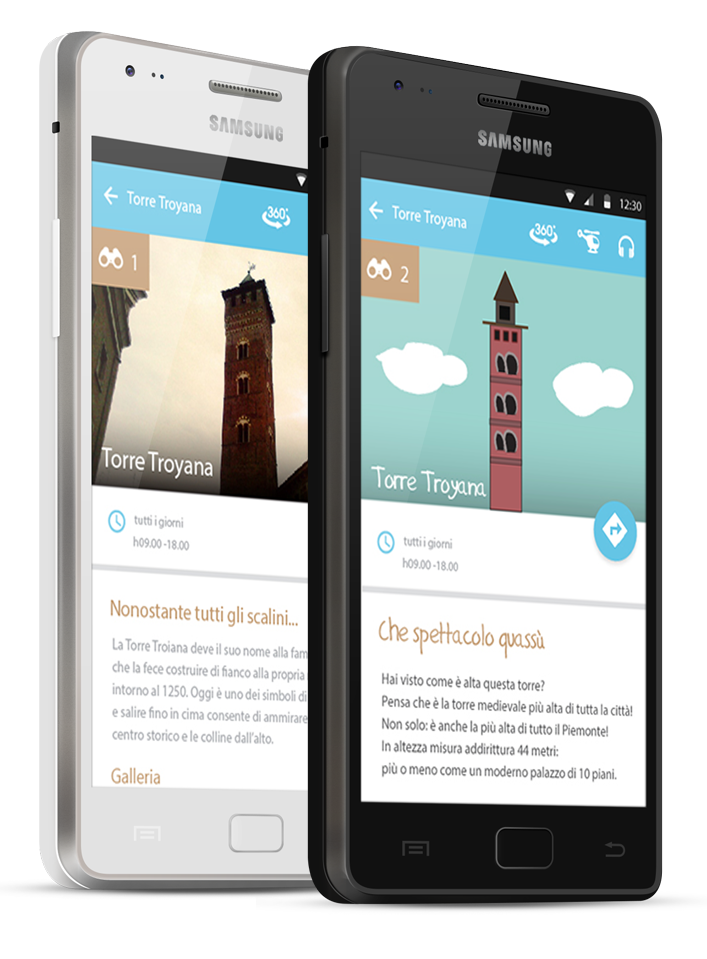 SAMSUNG
Torre Troyana
360°
1
Torre Troyana
tutti i giorni
h09.00 -18.00
Nonostante tutti gli scalini...
La Torre Troiana deve il suo nome alla
che la fece costruire di fianco alla propria
intorno al 1250. Oggi è uno dei simboli di
e salire fino in cima consente di ammirare
centro storico e le colline dall'alto.
Galleria
SAMSUNG
12:30
Torre Troyana
360°
2
Torre Troyana
tutti i giorni
h09.00 -18.00
Che spettacolo quassù
Hai visto come è alta questa torre?
Pensa che è la torre medievale più alta di tutta la città!
Non solo: è anche la più alta di tutto il Piemonte!
In altezza misura addirittura 44 metri:
più o meno come un moderno palazzo di 10 piani.